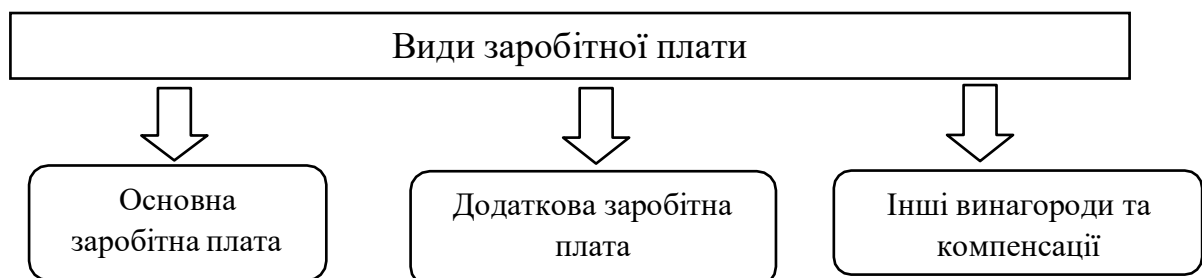 Види заробітної плати
Основна
заробітна плата
Додаткова заробітна
плата
Інші винагороди та
компенсації